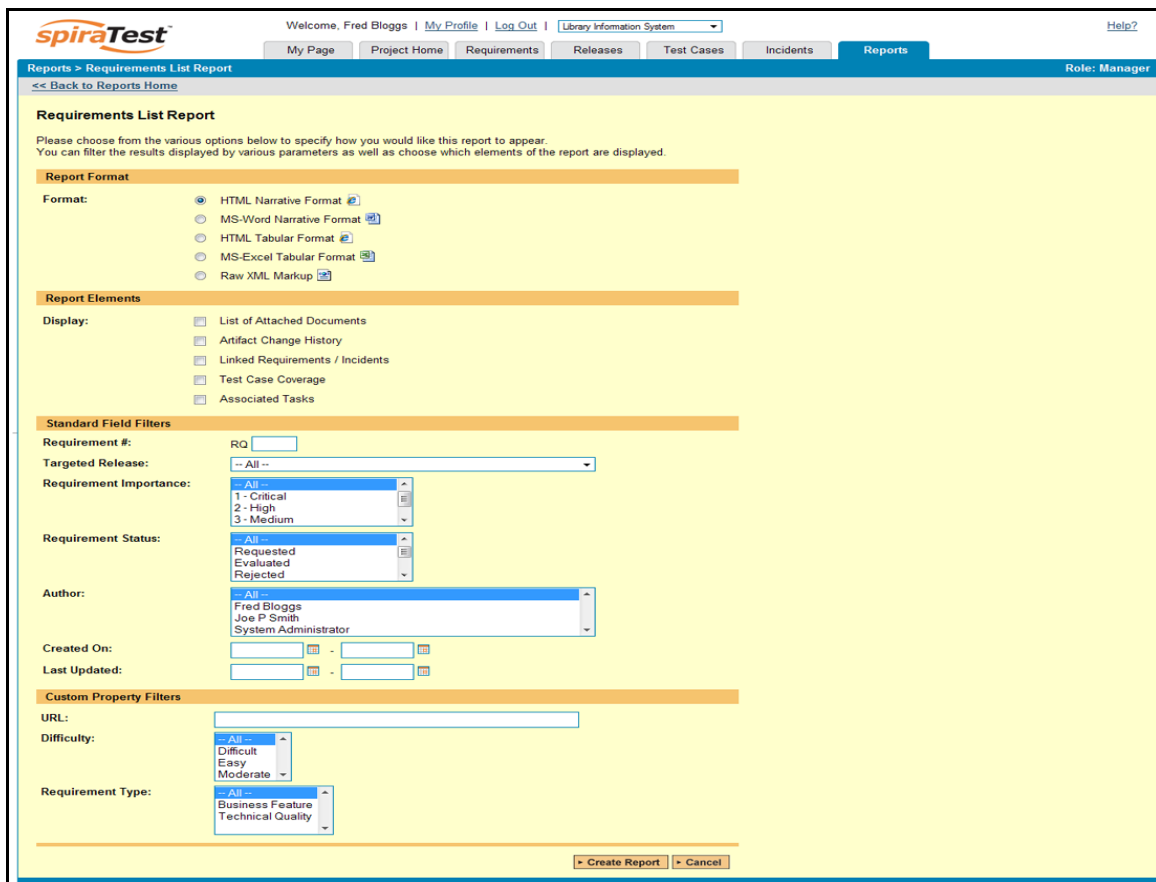 spiraTest™
Welcome, Fred Bloggs | My Profile | Log Out | Library Information System
Help?
My Page Project Home Requirements Releases Test Cases Incidents Reports
Reports > Requirements List Report Role: Manager
<< Back to Reports Home
Requirements List Report
Please choose from the various options below to specify how you would like this report to appear.
You can filter the results displayed by various parameters as well as choose which elements of the report are displayed.
Report Format
Format: HTML Narrative Format
MS-Word Narrative Format
HTML Tabular Format
MS-Excel Tabular Format
Raw XML Markup
Report Elements
Display: List of Attached Documents
Artifact Change History
Linked Requirements / Incidents
Test Case Coverage
Associated Tasks
Standard Field Filters
Requirement #: RQ
Targeted Release: -- All --
Requirement Importance: -- All --
1 - Critical
2 - High
3 - Medium
Requirement Status: -- All --
Requested
Evaluated
Rejected
Author: -- All --
Fred Bloggs
Joe P Smith
System Administrator
Created On: -
Last Updated: -
Custom Property Filters
URL:
Difficulty: -- All --
Difficult
Easy
Moderate
Requirement Type: -- All --
Business Feature
Technical Quality
Create Report Cancel